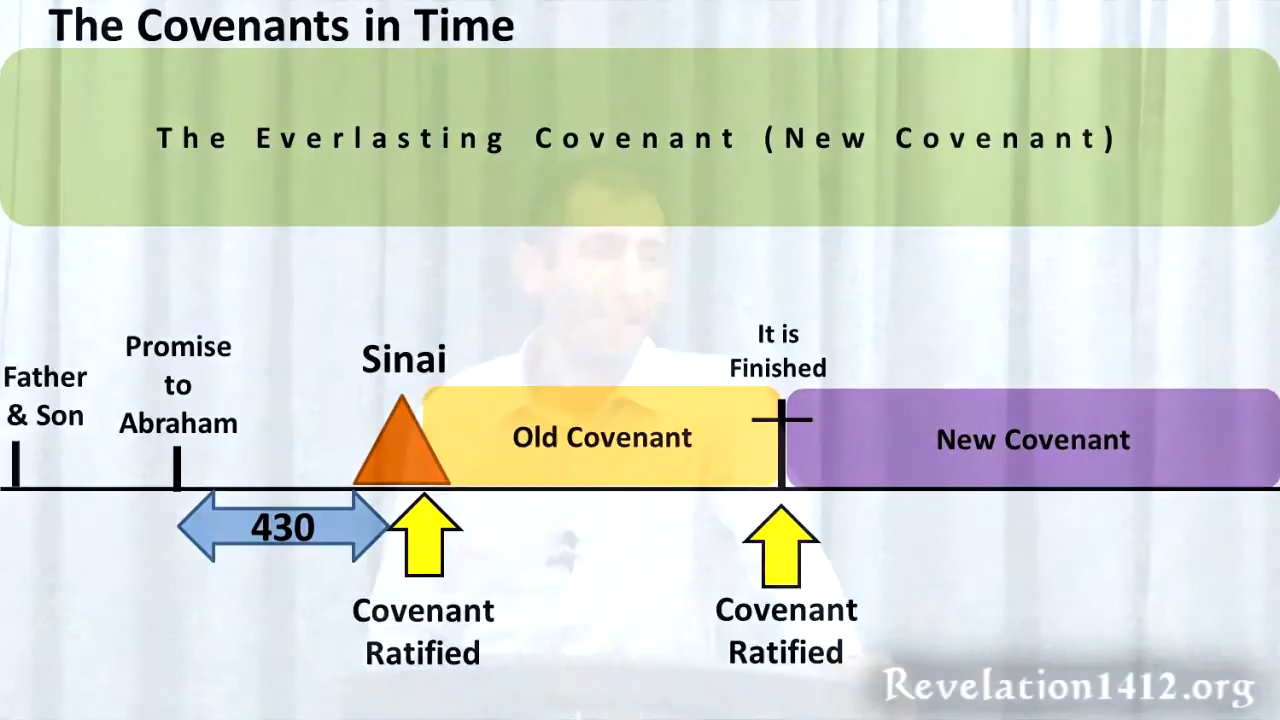 The Covenants in Time
The Everlasting Covenant (New Covenant)
Father
& Son
Promise
to
Abraham
Sinai
It is
Finished
Old Covenant
New Covenant
430
Covenant
Ratified
Covenant
Ratified
Revelation1412.org